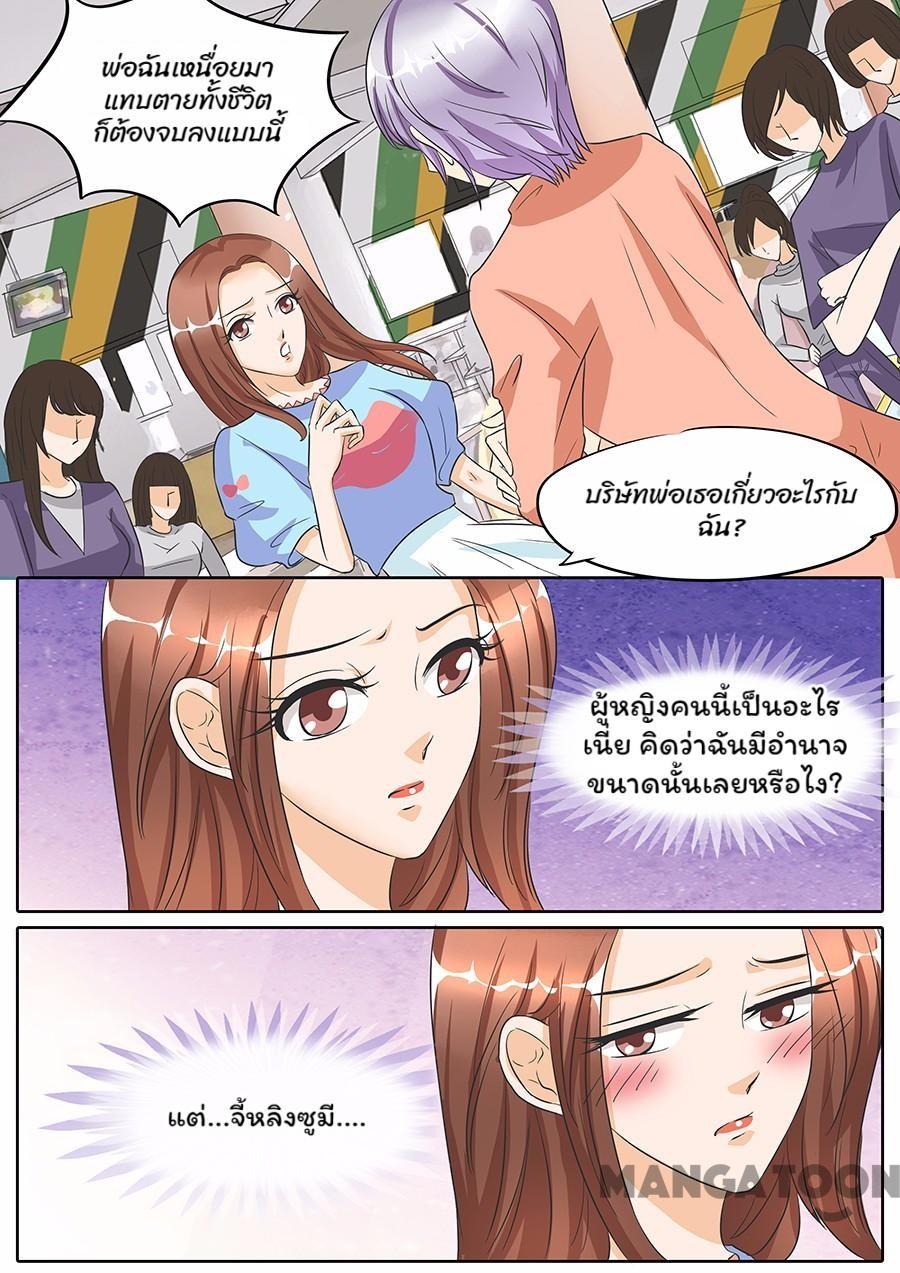 พ่อฉันเหนื่อยมา
แทบตายทั้งชีวิต
ก็ต้องจบลงแบบนี้
บริษัทพ่อเธอเกี่ยวอะไรกับ
ฉัน?
ผู้หญิงคนนี้เป็นอะไร
เนี่ย คิดว่าฉันมีอำนาจ
ขนาดนั้นเลยหรือไง?
แต่...จี้หลิงซูมี....
MANGATOON